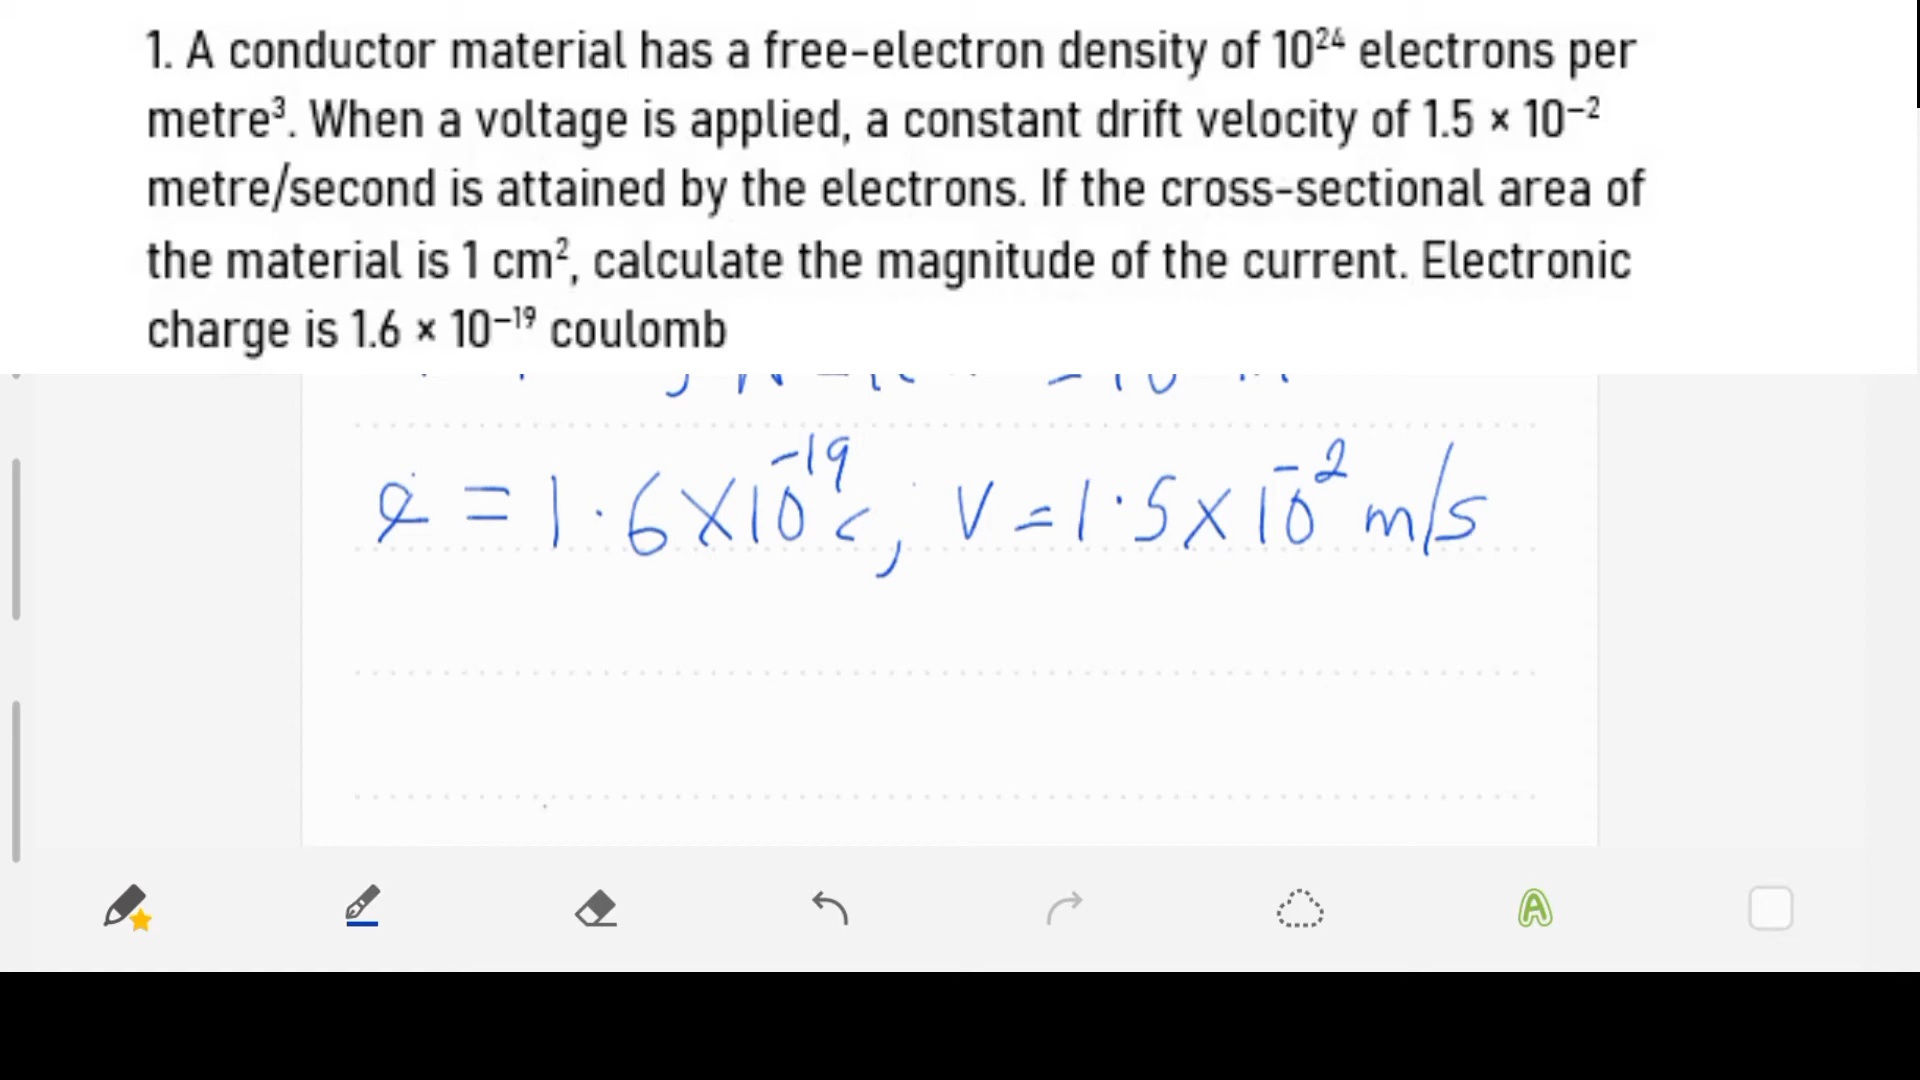 1. A conductor material has a free-electron density of 10²⁴ electrons per
metre³. When a voltage is applied, a constant drift velocity of 1.5 × 10⁻²
metre/second is attained by the electrons. If the cross-sectional area of
the material is 1 cm², calculate the magnitude of the current. Electronic
charge is 1.6 × 10⁻¹⁹ coulomb
e = 1.6 × 10⁻¹⁹ c, v = 1.5 × 10⁻² m/s
A